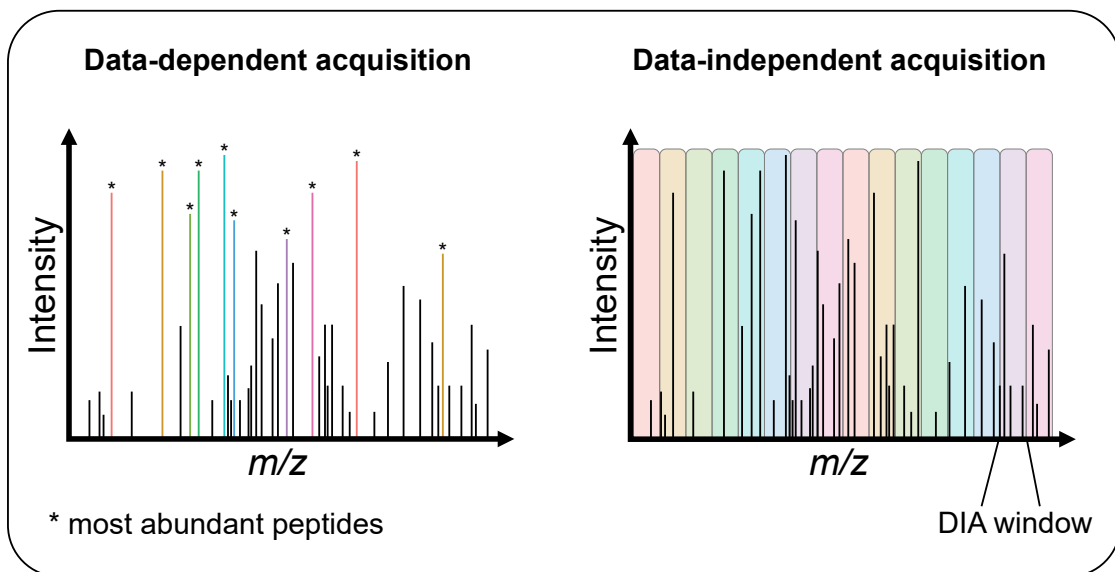 Data-dependent acquisition
Data-independent acquisition
* * * * * * * * * *
Intensity
m/z
Intensity
m/z
* most abundant peptides
DIA window